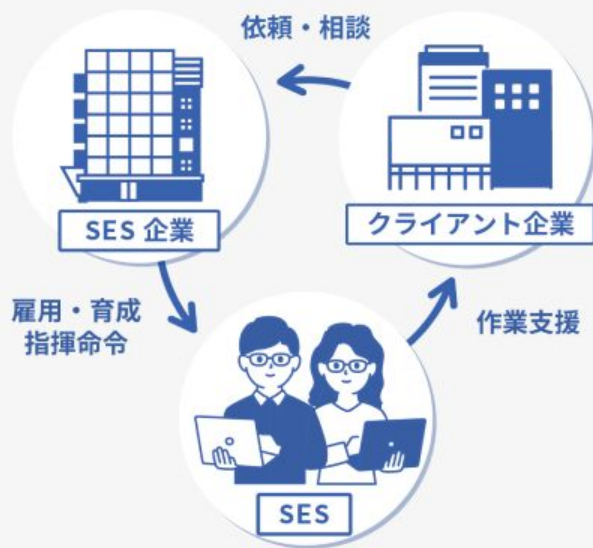 依頼・相談
SES 企業
クライアント企業
雇用・育成
指揮命令
作業支援
SES